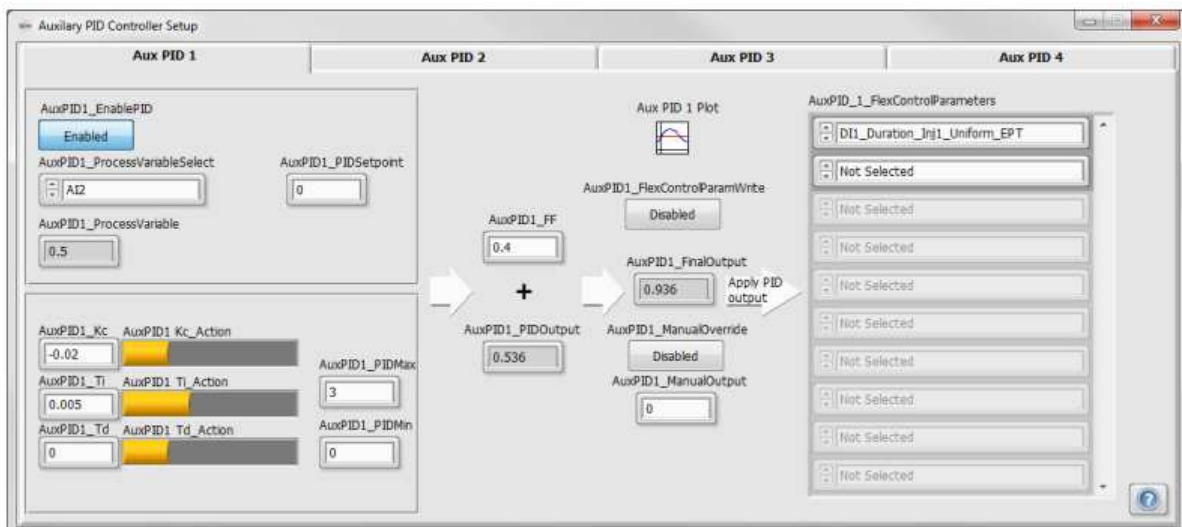 Auxilary PID Controller Setup
Aux PID 1
Aux PID 2
Aux PID 3
Aux PID 4
AuxPID1_EnablePID
Enabled
AuxPID1_ProcessVariableSelect
AI2
AuxPID1_PIDSetpoint
0
AuxPID1_ProcessVariable
0.5
AuxPID1_Kc
AuxPID1 Kc_Action
-0.02
AuxPID1_Ti
AuxPID1 Ti_Action
0.005
AuxPID1_Td
AuxPID1 Td_Action
0
AuxPID1_PIDMax
3
AuxPID1_PIDMin
0
AuxPID1_FF
0.4
+
AuxPID1_PIDOutput
0.536
Aux PID 1 Plot
AuxPID1_FlexControlParamWrite
Disabled
AuxPID1_FinalOutput
0.936
Apply PID
output
AuxPID1_ManualOverride
Disabled
AuxPID1_ManualOutput
0
AuxPID_1_FlexControlParameters
DI1_Duration_Inj1_Uniform_EPT
Not Selected
Not Selected
Not Selected
Not Selected
Not Selected
Not Selected
Not Selected
Not Selected
Not Selected
?